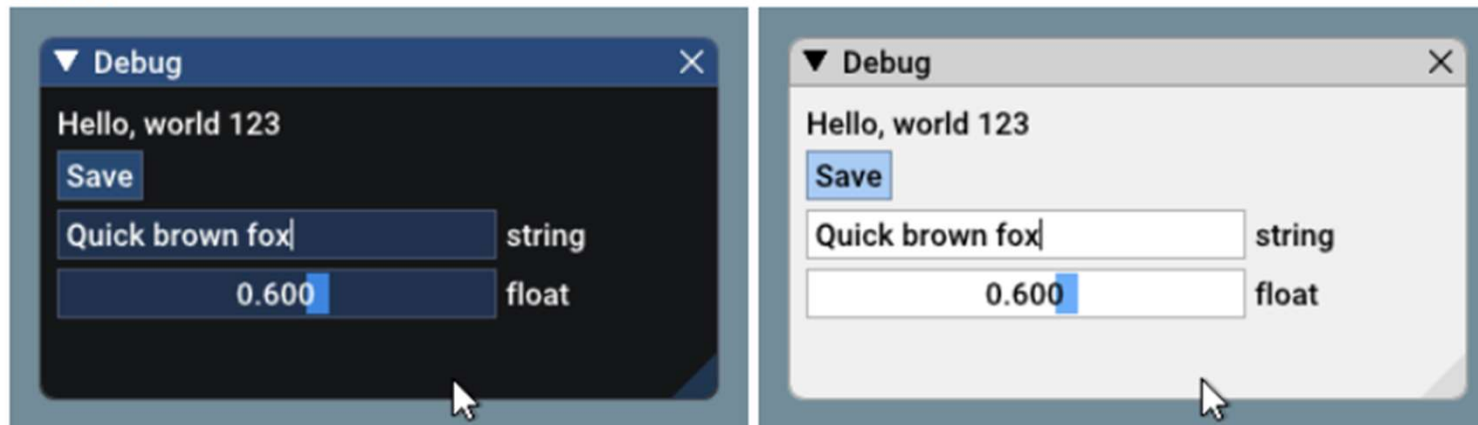 Debug
Hello, world 123
Save
Quick brown fox string
0.600 float
Debug
Hello, world 123
Save
Quick brown fox string
0.600 float